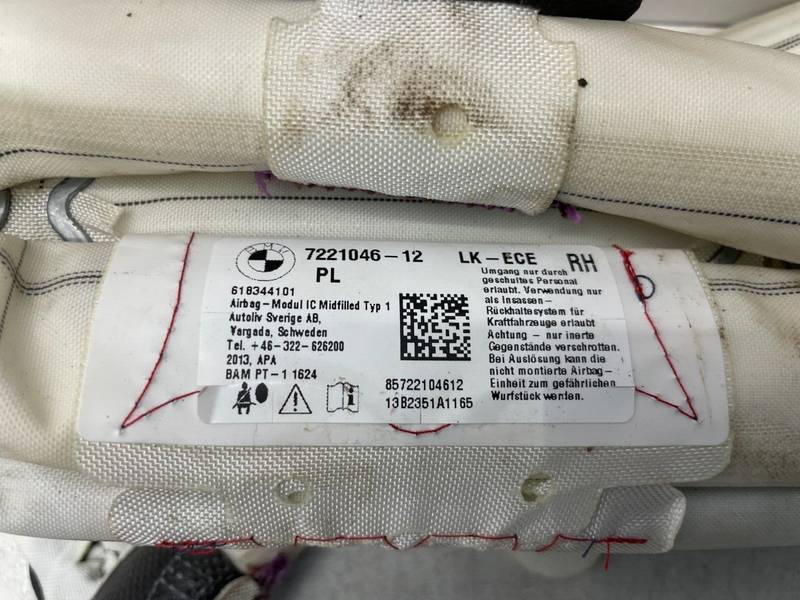 BMW
7221046-12 LK-ECE RH
PL
618344101
Airbag-Modul IC Midfilled Typ 1
Autoliv Sverige AB,
Vargada, Schweden
Tel. +46-322-626200
2013, APA
BAM PT-1 1624
Umgang nur durch
geschultes Personal
erlaubt. Verwendung nur
als Insassen-
Rückhaltesystem für
Kraftfahrzeuge erlaubt
Achtung - nur inerte
Gegenstände verschrotten.
Bei Auslösung kann die
nicht montierte Airbag-
Einheit zum gefährlichen
Wurfstück werden.
85722104612
13B2351A1165